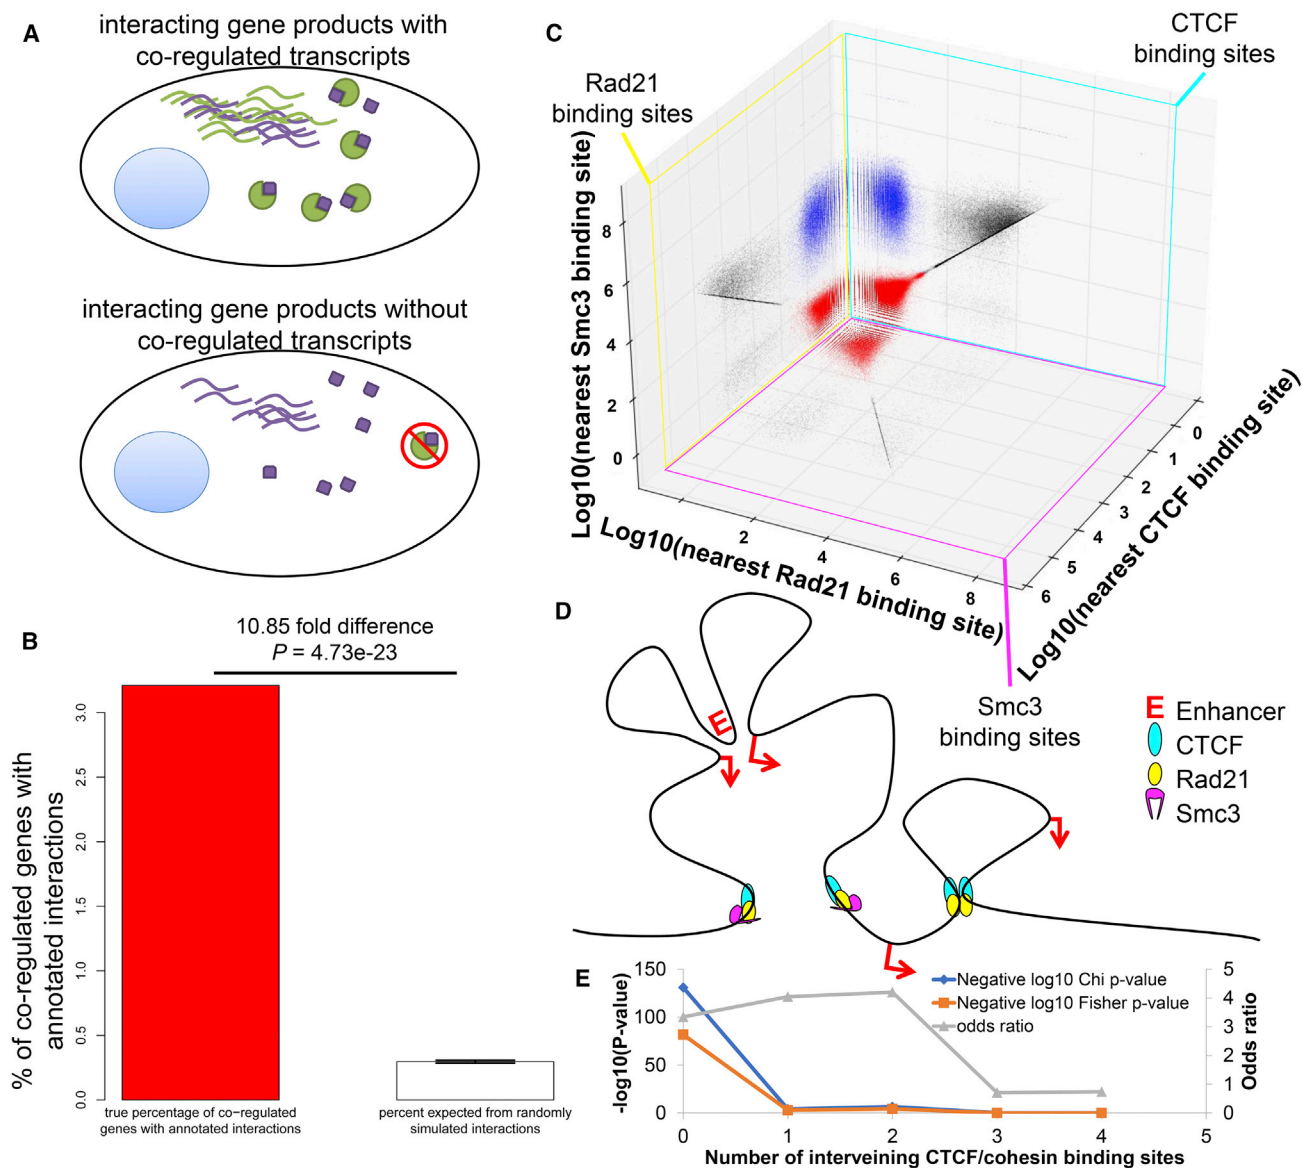 A
interacting gene products with
co-regulated transcripts
interacting gene products without
co-regulated transcripts
B
10.85 fold difference
P = 4.73e-23
% of co-regulated genes with
annotated interactions
3.0
2.5
2.0
1.5
1.0
0.5
0.0
true percentage of co-regulated
genes with annotated interactions
percent expected from randomly
simulated interactions
C
Rad21
binding sites
CTCF
binding sites
Log10(nearest Smc3 binding site)
8
6
4
2
0
Log10(nearest Rad21 binding site)
2
4
6
8
Log10(nearest CTCF binding site)
0
1
2
3
4
5
6
Smc3
binding sites
D
E
E Enhancer
CTCF
Rad21
Smc3
E
-log10(P-value)
150
100
50
0
Negative log10 Chi p-value
Negative log10 Fisher p-value
odds ratio
5
4
3
2
1
0
Odds ratio
0 1 2 3 4 5
Number of interveining CTCF/cohesin binding sites